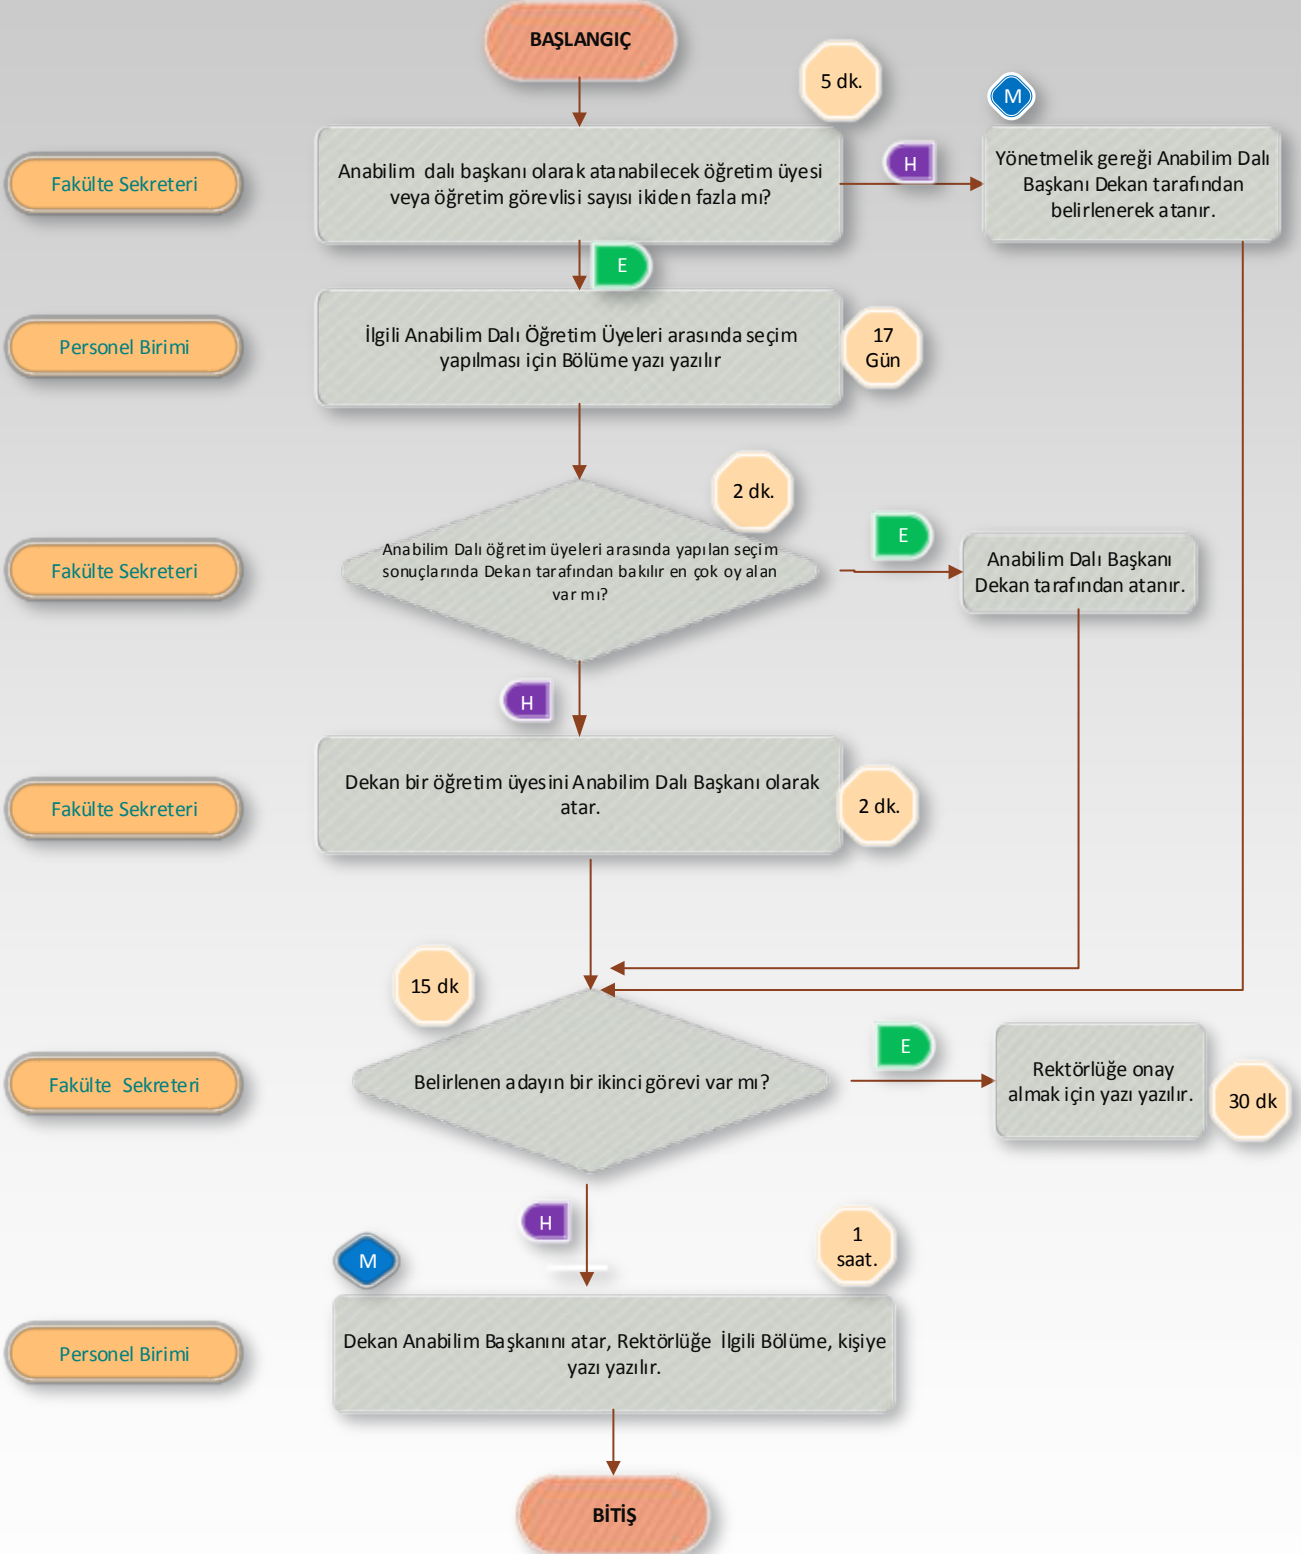 BAŞLANGIÇ
5 dk.
M
Fakülte Sekreteri
Anabilim dalı başkanı olarak atanabilecek öğretim üyesi
veya öğretim görevlisi sayısı ikiden fazla mı?
H
Yönetmelik gereği Anabilim Dalı
Başkanı Dekan tarafından
belirlenerek atanır.
E
Personel Birimi
İlgili Anabilim Dalı Öğretim Üyeleri arasında seçim
yapılması için Bölüme yazı yazılır
17
Gün
2 dk.
Fakülte Sekreteri
Anabilim Dalı öğretim üyeleri arasında yapılan seçim
sonuçlarında Dekan tarafından bakılır en çok oy alan
var mı?
E
Anabilim Dalı Başkanı
Dekan tarafından atanır.
H
Fakülte Sekreteri
Dekan bir öğretim üyesini Anabilim Dalı Başkanı olarak
atar.
2 dk.
15 dk
Fakülte Sekreteri
Belirlenen adayın bir ikinci görevi var mı?
E
Rektörlüğe onay
almak için yazı yazılır.
30 dk
H
M
1
saat.
Personel Birimi
Dekan Anabilim Başkanını atar, Rektörlüğe İlgili Bölüme, kişiye
yazı yazılır.
BİTİŞ